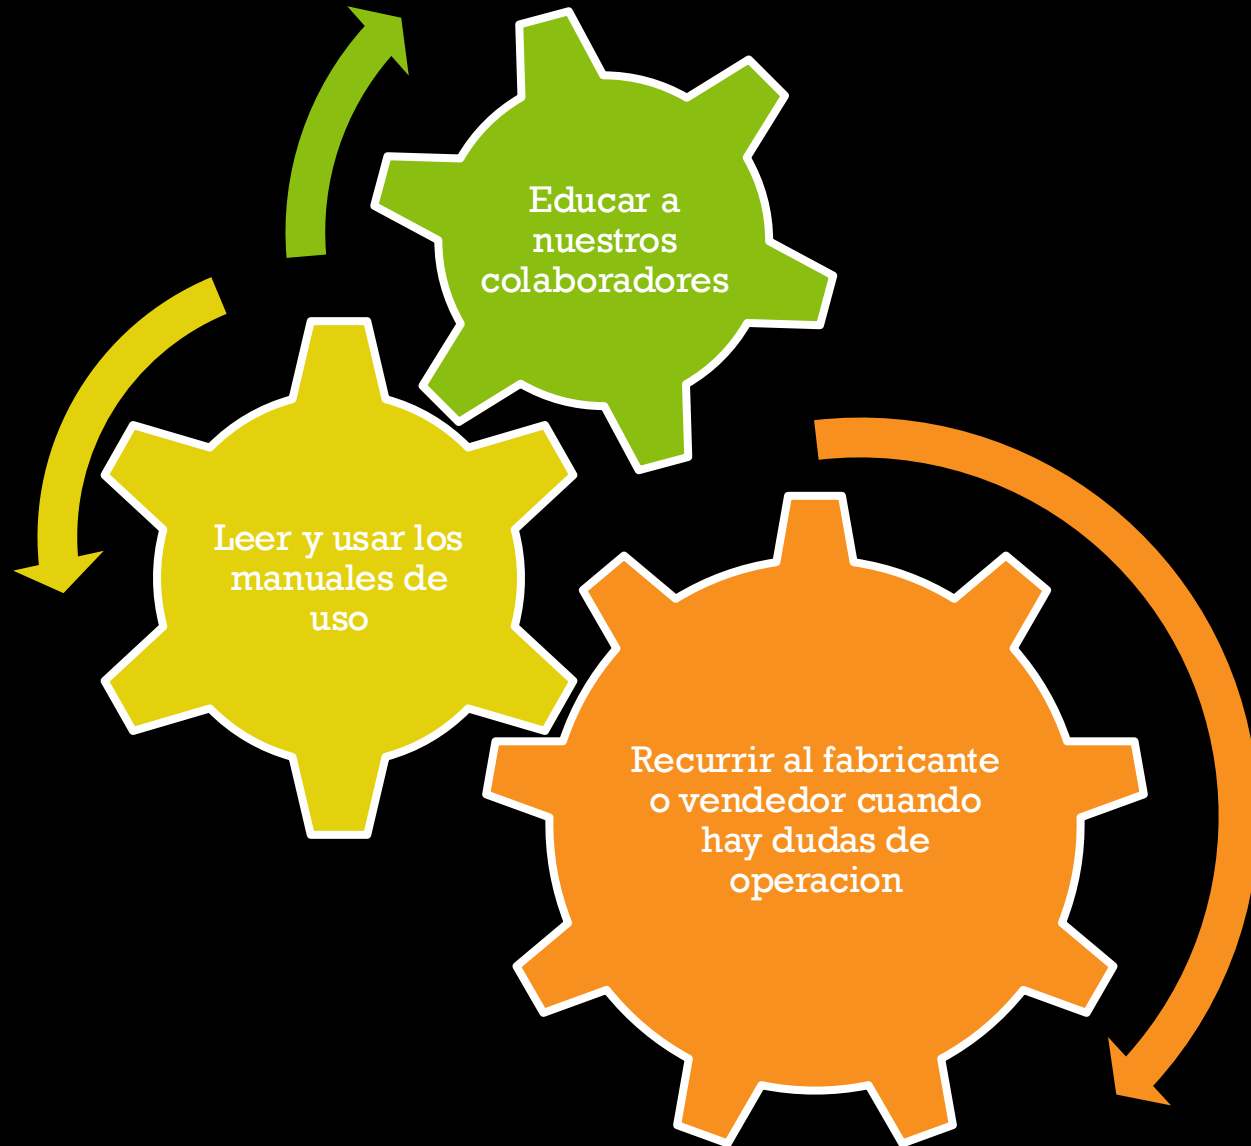 Educar a
nuestros
colaboradores
Leer y usar los
manuales de
uso
Recurrir al fabricante
o vendedor cuando
hay dudas de
operacion